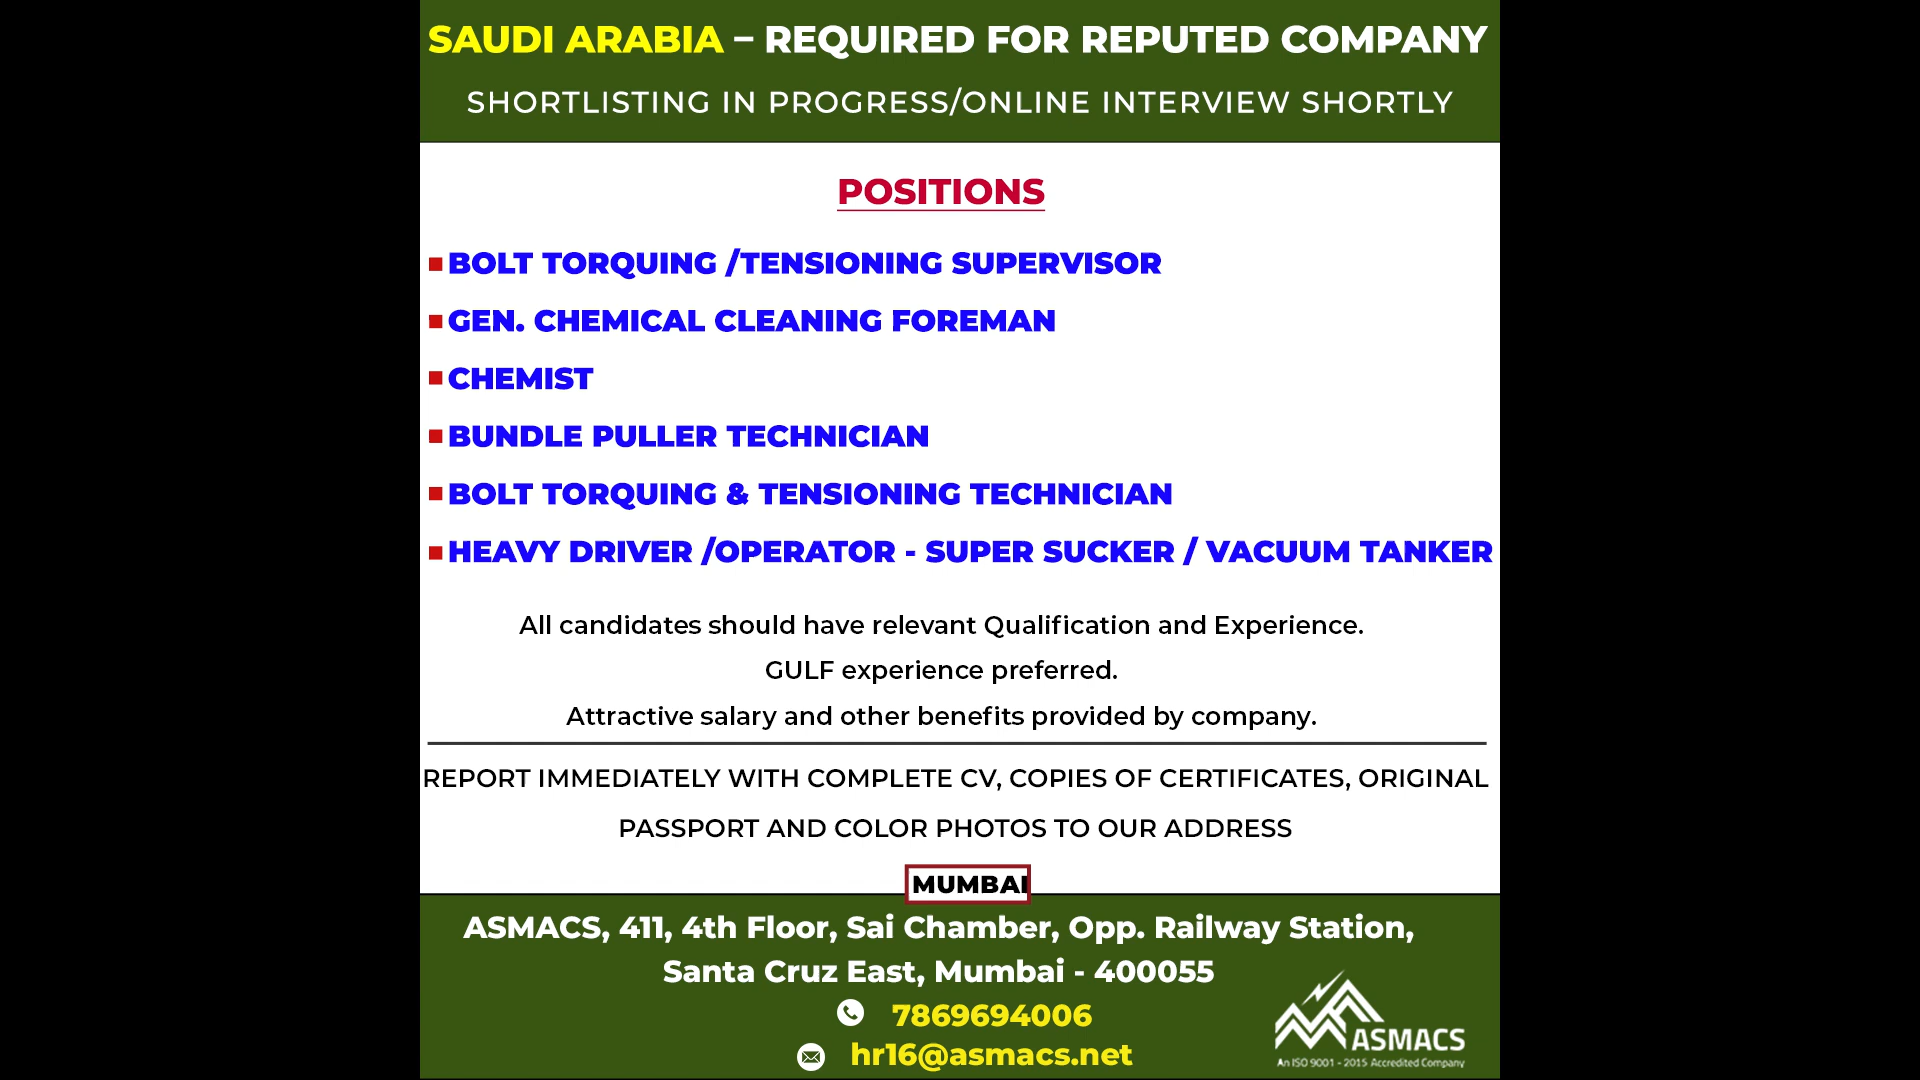 SAUDI ARABIA – REQUIRED FOR REPUTED COMPANY
SHORTLISTING IN PROGRESS/ONLINE INTERVIEW SHORTLY
POSITIONS
BOLT TORQUING /TENSIONING SUPERVISOR
GEN. CHEMICAL CLEANING FOREMAN
CHEMIST
BUNDLE PULLER TECHNICIAN
BOLT TORQUING & TENSIONING TECHNICIAN
HEAVY DRIVER /OPERATOR - SUPER SUCKER / VACUUM TANKER
All candidates should have relevant Qualification and Experience.
GULF experience preferred.
Attractive salary and other benefits provided by company.
REPORT IMMEDIATELY WITH COMPLETE CV, COPIES OF CERTIFICATES, ORIGINAL
PASSPORT AND COLOR PHOTOS TO OUR ADDRESS
MUMBAI
ASMACS, 411, 4th Floor, Sai Chamber, Opp. Railway Station,
Santa Cruz East, Mumbai - 400055
7869694006
hr16@asmacs.net
ASMACS
An ISO 9001 - 2015 Accredited Company